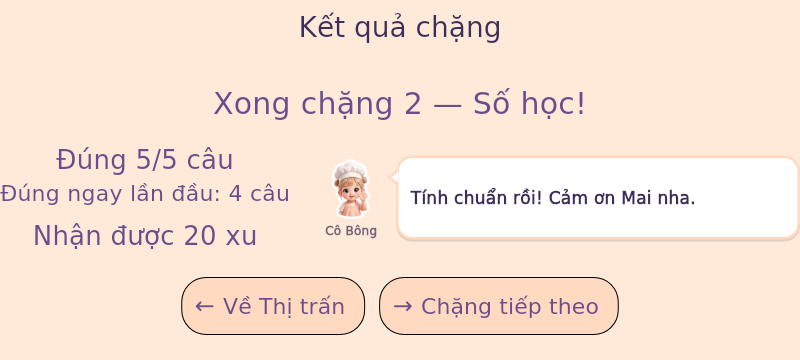 Kết quả chặng
Xong chặng 2 — Số học!
Đúng 5/5 câu
Đúng ngay lần đầu: 4 câu
Nhận được 20 xu
Cô Bông
Tính chuẩn rồi! Cảm ơn Mai nha.
← Về Thị trấn
→ Chặng tiếp theo